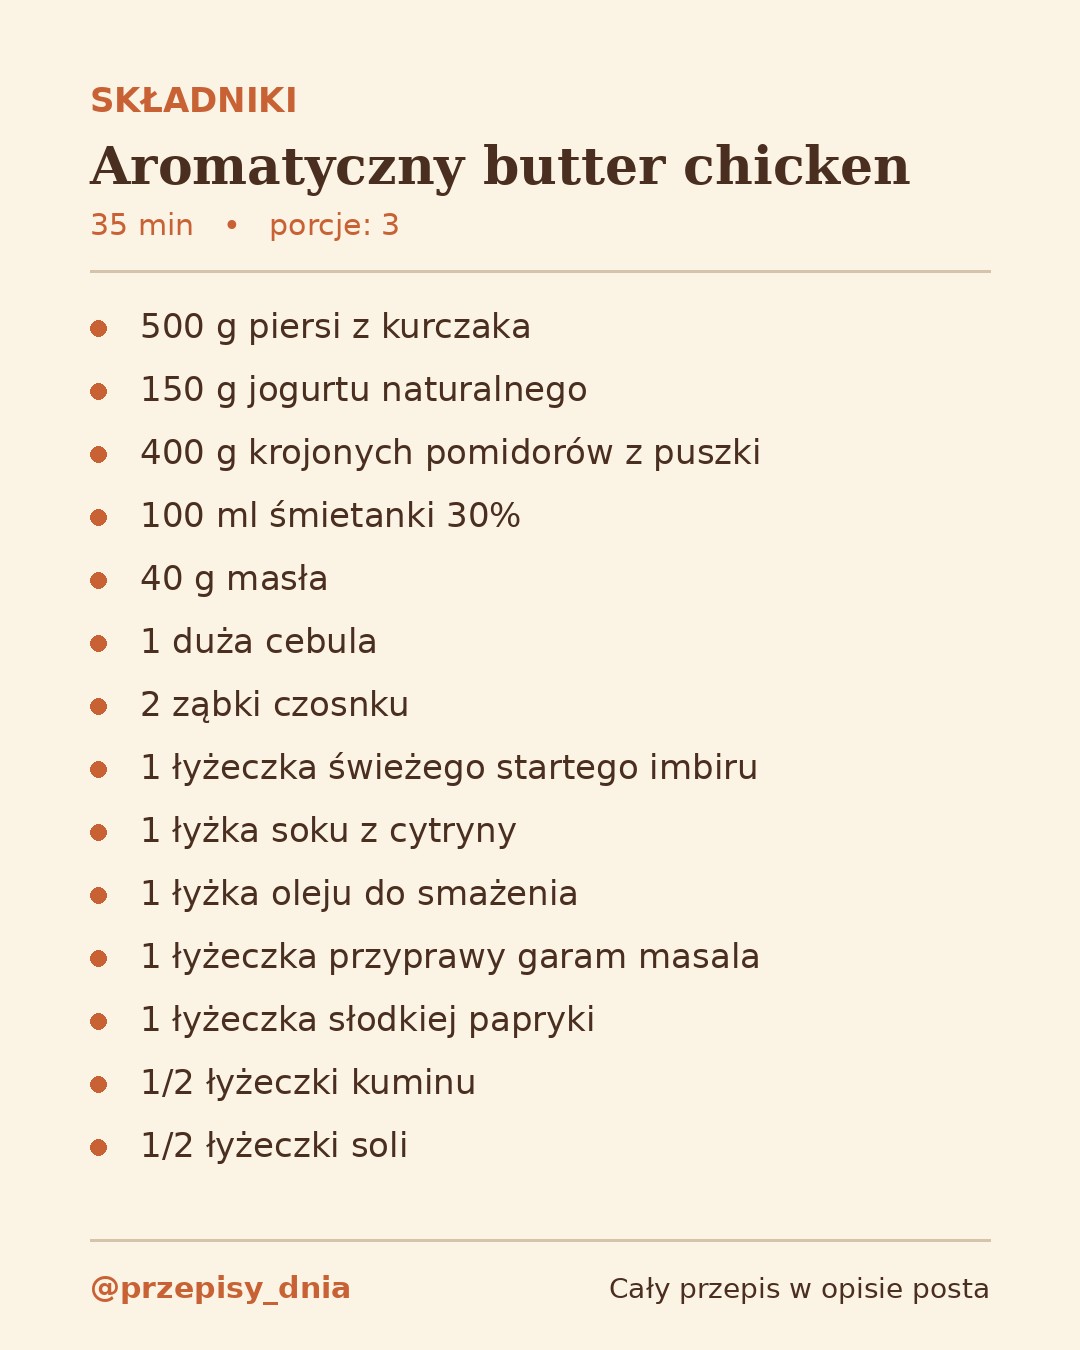 SKŁADNIKI
Aromatyczny butter chicken
35 min • porcje: 3
• 500 g piersi z kurczaka
• 150 g jogurtu naturalnego
• 400 g krojonych pomidorów z puszki
• 100 ml śmietanki 30%
• 40 g masła
• 1 duża cebula
• 2 ząbki czosnku
• 1 łyżeczka świeżego startego imbiru
• 1 łyżka soku z cytryny
• 1 łyżka oleju do smażenia
• 1 łyżeczka przyprawy garam masala
• 1 łyżeczka słodkiej papryki
• 1/2 łyżeczki kuminu
• 1/2 łyżeczki soli
@przepisy_dnia Cały przepis w opisie posta